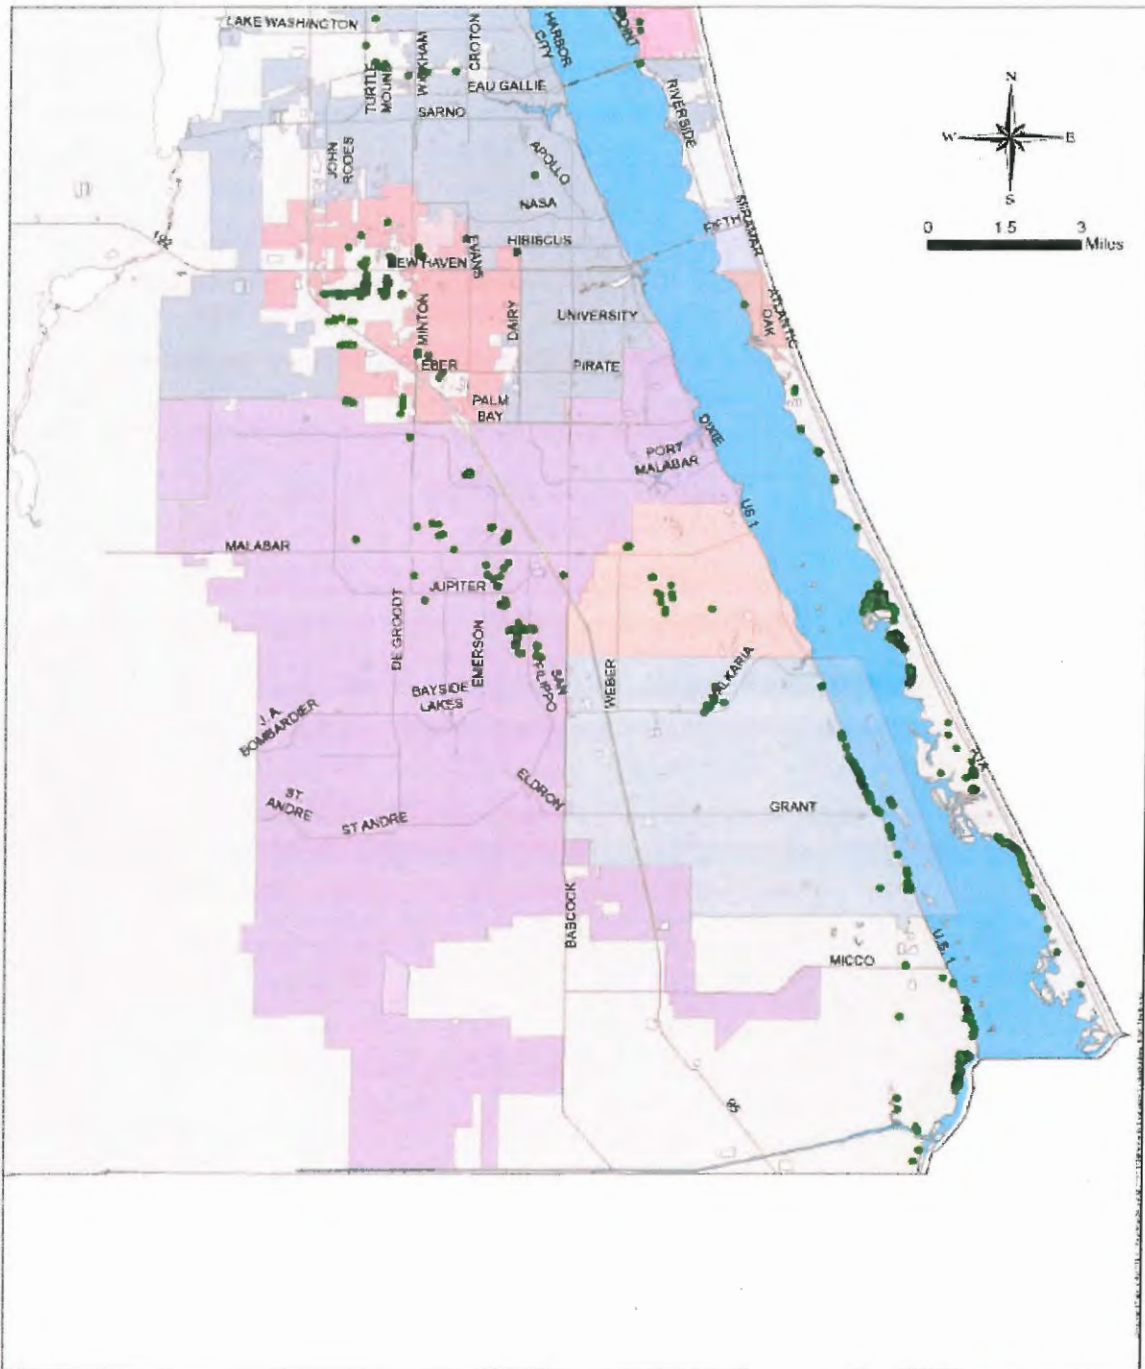 LAKE WASHINGTON
TURTLE
MOUND
WICKHAM
CROTON
HARBOR
CITY
POINT
EAU GALLIE
SARNO
RIVERSIDE
JOHN
RODES
APOLLO
NASA
N
W
E
S
0 1.5 3
Miles
192
HIBISCUS
EVANS
FIFTH
MIRAMAR
EW HAVEN
MINTON
DAIRY
UNIVERSITY
OAK
ATLANTIC
EBER
PIRATE
PALM
BAY
DIXIE
PORT
MALABAR
US 1
MALABAR
JUPITER
DE GROODT
EMERSON
SAN
FILIPPO
WEBER
VALKARIA
BAYSIDE
LAKES
J.A.
BOMBARDIER
A1A
ELDRON
ST.
ANDRE
ST ANDRE
GRANT
BABCOCK
U.S. 1
MICCO
95